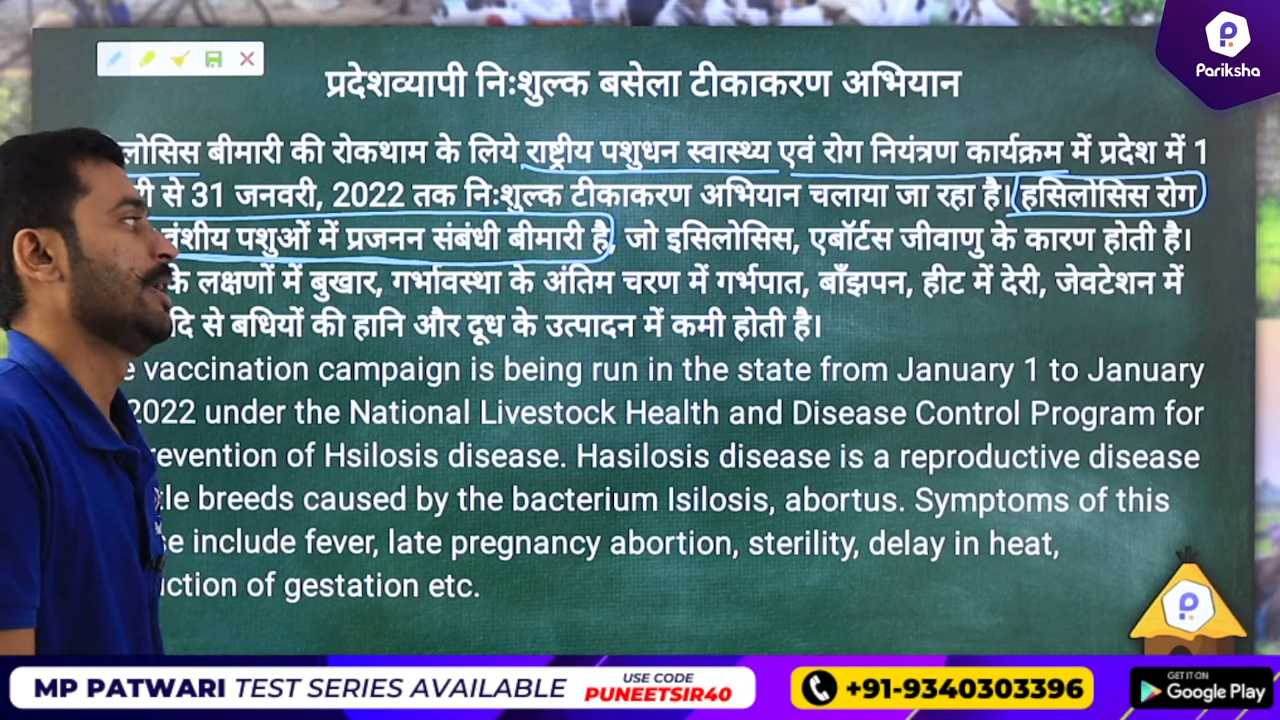 Pariksha
प्रदेशव्यापी निःशुल्क बसेला टीकाकरण अभियान
लोसिस बीमारी की रोकथाम के लिये राष्ट्रीय पशुधन स्वास्थ्य एवं रोग नियंत्रण कार्यक्रम में प्रदेश में 1
से 31 जनवरी, 2022 तक निःशुल्क टीकाकरण अभियान चलाया जा रहा है। हसिलोसिस रोग
वंशीय पशुओं में प्रजनन संबंधी बीमारी है, जो इसिलोसिस, एबॉर्टस जीवाणु के कारण होती है।
के लक्षणों में बुखार, गर्भावस्था के अंतिम चरण में गर्भपात, बाँझपन, हीट में देरी, जेवटेशन में
दि से बधियों की हानि और दूध के उत्पादन में कमी होती है।
e vaccination campaign is being run in the state from January 1 to January
2022 under the National Livestock Health and Disease Control Program for
revention of Hsilosis disease. Hasilosis disease is a reproductive disease
tle breeds caused by the bacterium Isilosis, abortus. Symptoms of this
se include fever, late pregnancy abortion, sterility, delay in heat,
uction of gestation etc.
MP PATWARI TEST SERIES AVAILABLE
USE CODE
PUNEETSIR40
+91-9340303396
GET IT ON
Google Play